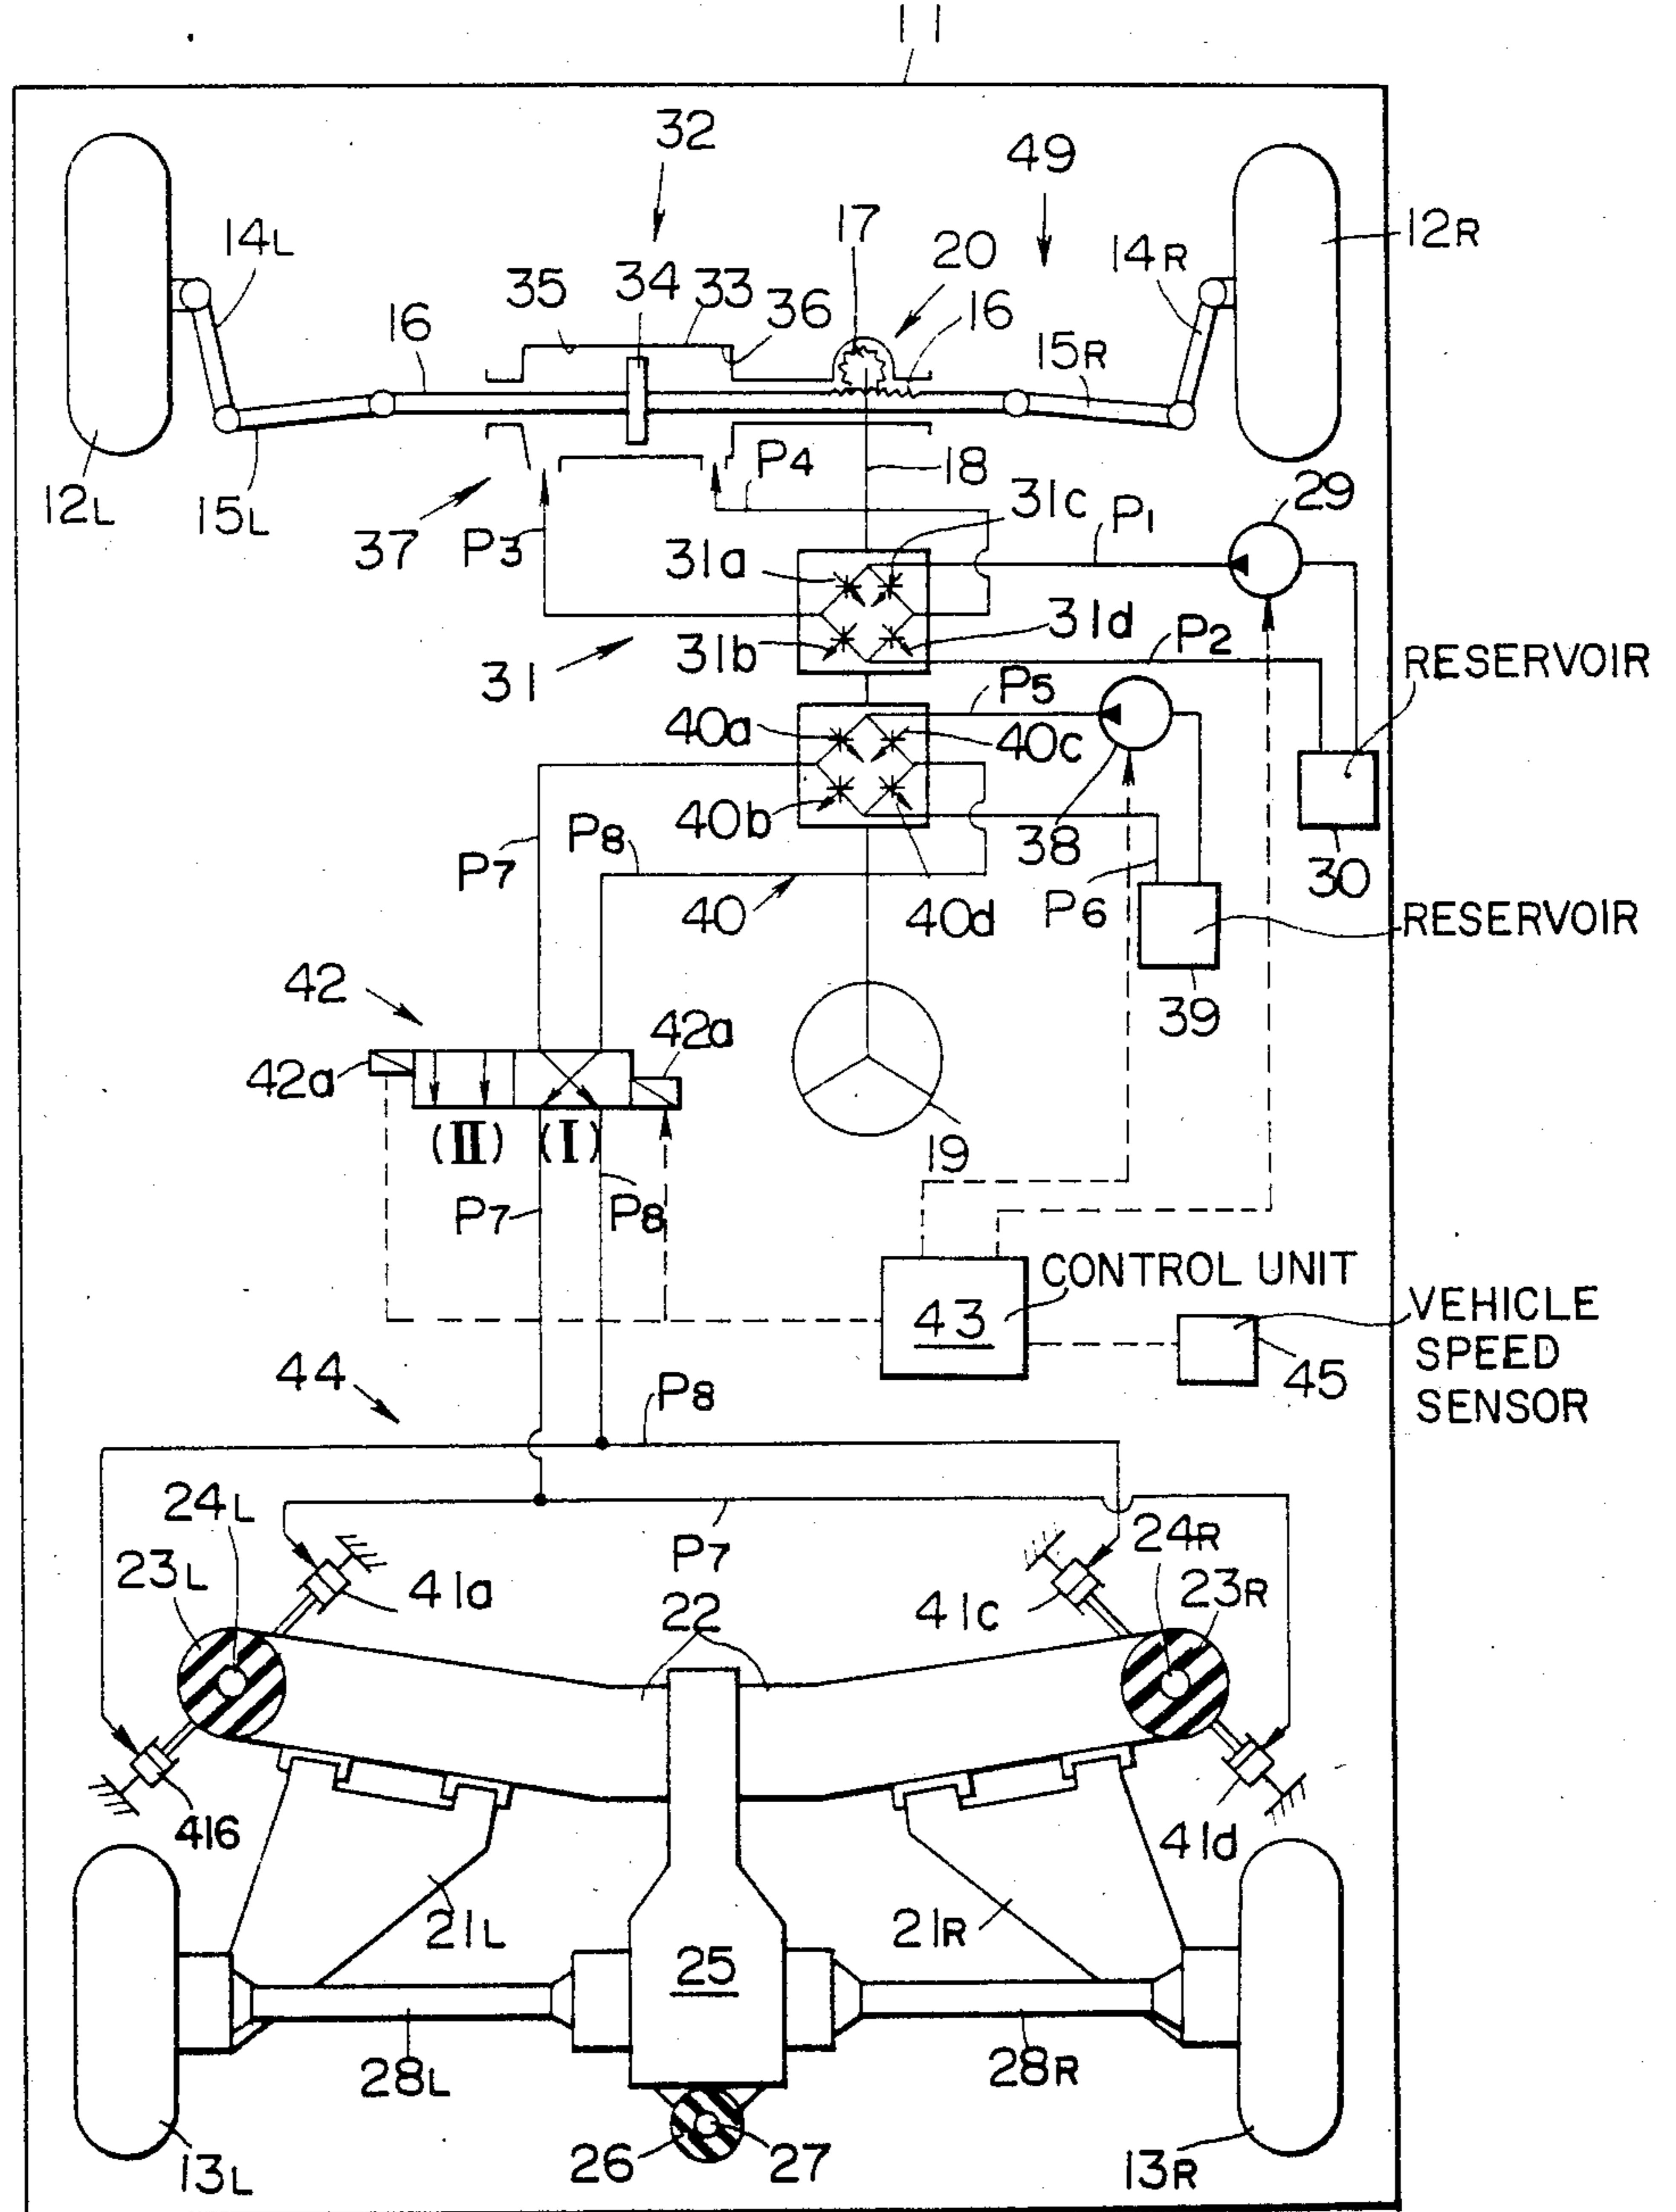 11
32
49
17
20
12R
14L
14R
35
34
33
36
16
16
15R
12L
15L
37
P3
P4
18
31c
P1
29
31a
31b
31d
P2
31
RESERVOIR
P5
40a
40c
40b
38
30
P7
P8
40
40d
P6
RESERVOIR
39
42
42a
42a
(II)
(I)
19
P7
P8
CONTROL UNIT
43
VEHICLE
SPEED
SENSOR
45
44
P8
24L
P7
24R
23L
41a
22
41c
23R
416
41d
21L
21R
25
28L
28R
26
27
13L
13R